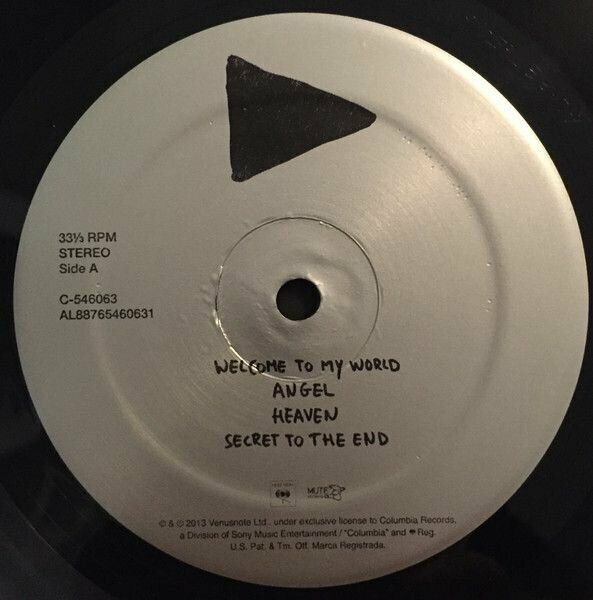 33⅓ RPM
STEREO
Side A
C-546063
AL88765460631
WELCOME TO MY WORLD
ANGEL
HEAVEN
SECRET TO THE END
MUTE
℗ & © 2013 Venusnote Ltd. under exclusive license to Columbia Records,
a Division of Sony Music Entertainment / "Columbia" and Reg.
U.S. Pat. & Tm. Off. Marca Registrada.